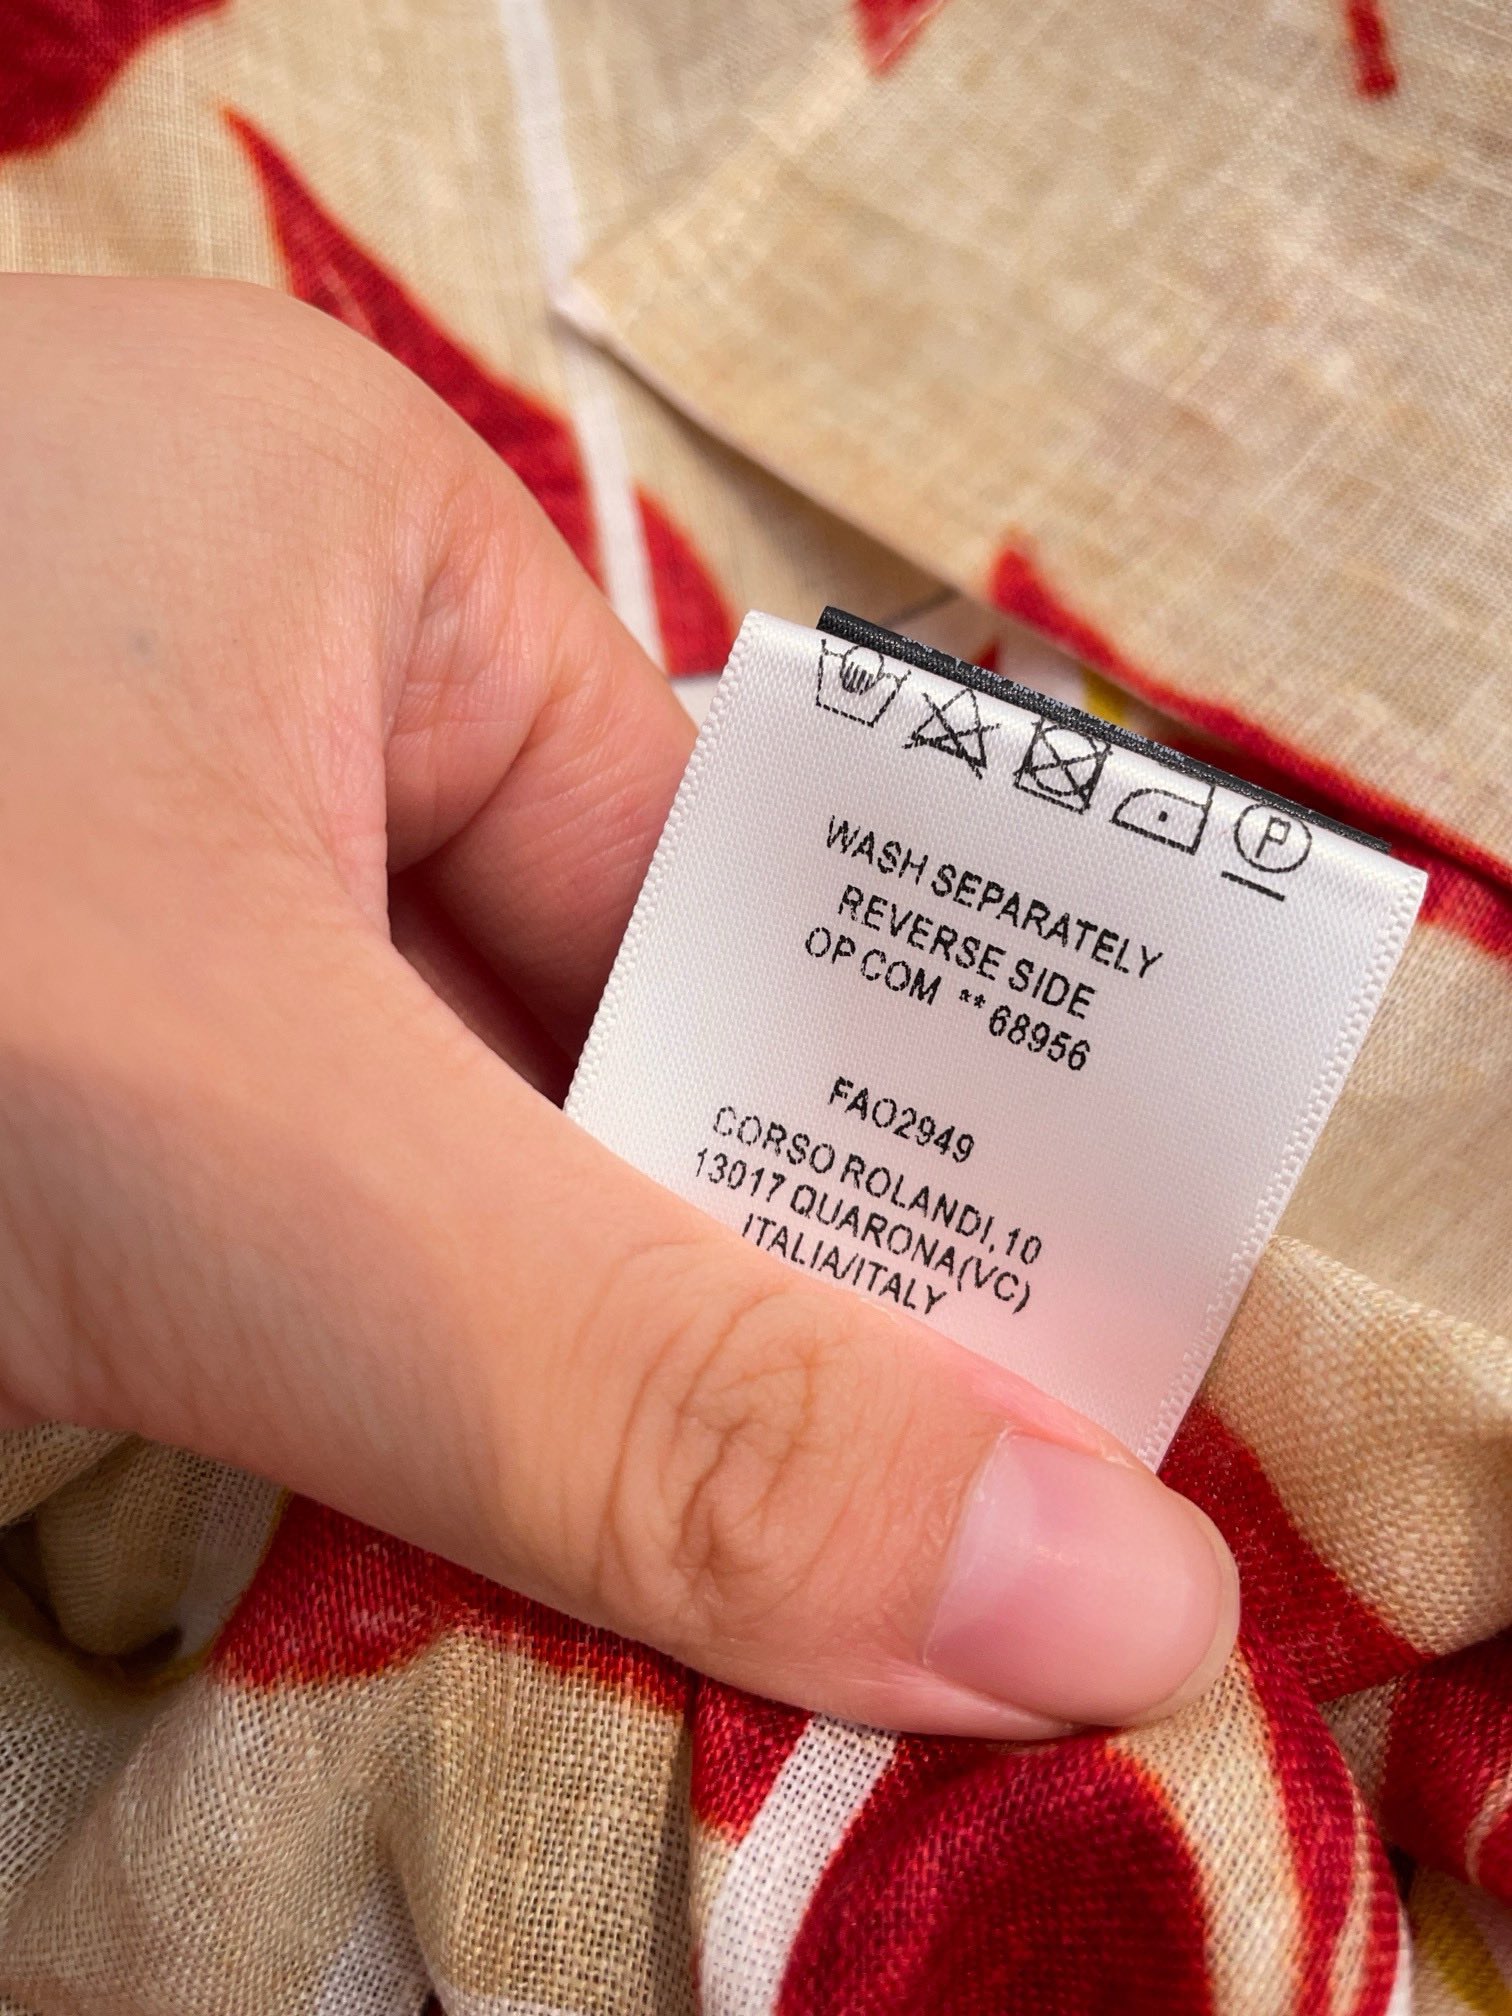 P
WASH SEPARATELY
REVERSE SIDE
OP COM **68956
FAO2949
CORSO ROLANDI, 10
13017 QUARONA(VC)
ITALIA/ITALY